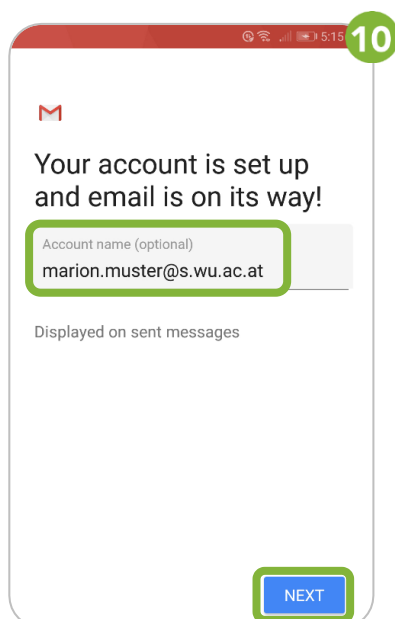 5:15
10
Your account is set up
and email is on its way!
Account name (optional)
marion.muster@s.wu.ac.at
Displayed on sent messages
NEXT